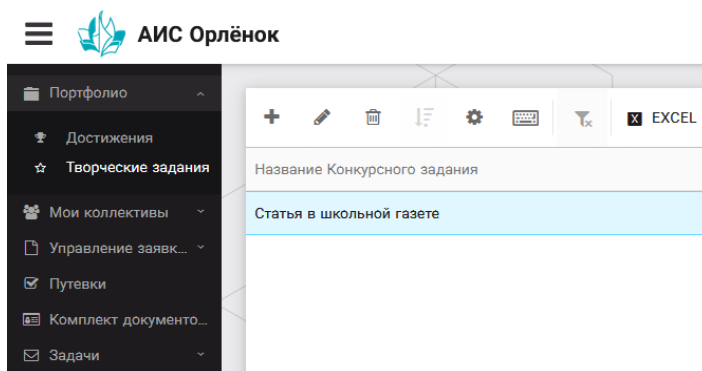 АИС Орлёнок
Портфолио
Достижения
Творческие задания
Мои коллективы
Управление заявк...
Путевки
Комплект документо...
Задачи
X EXCEL
Название Конкурсного задания
Статья в школьной газете